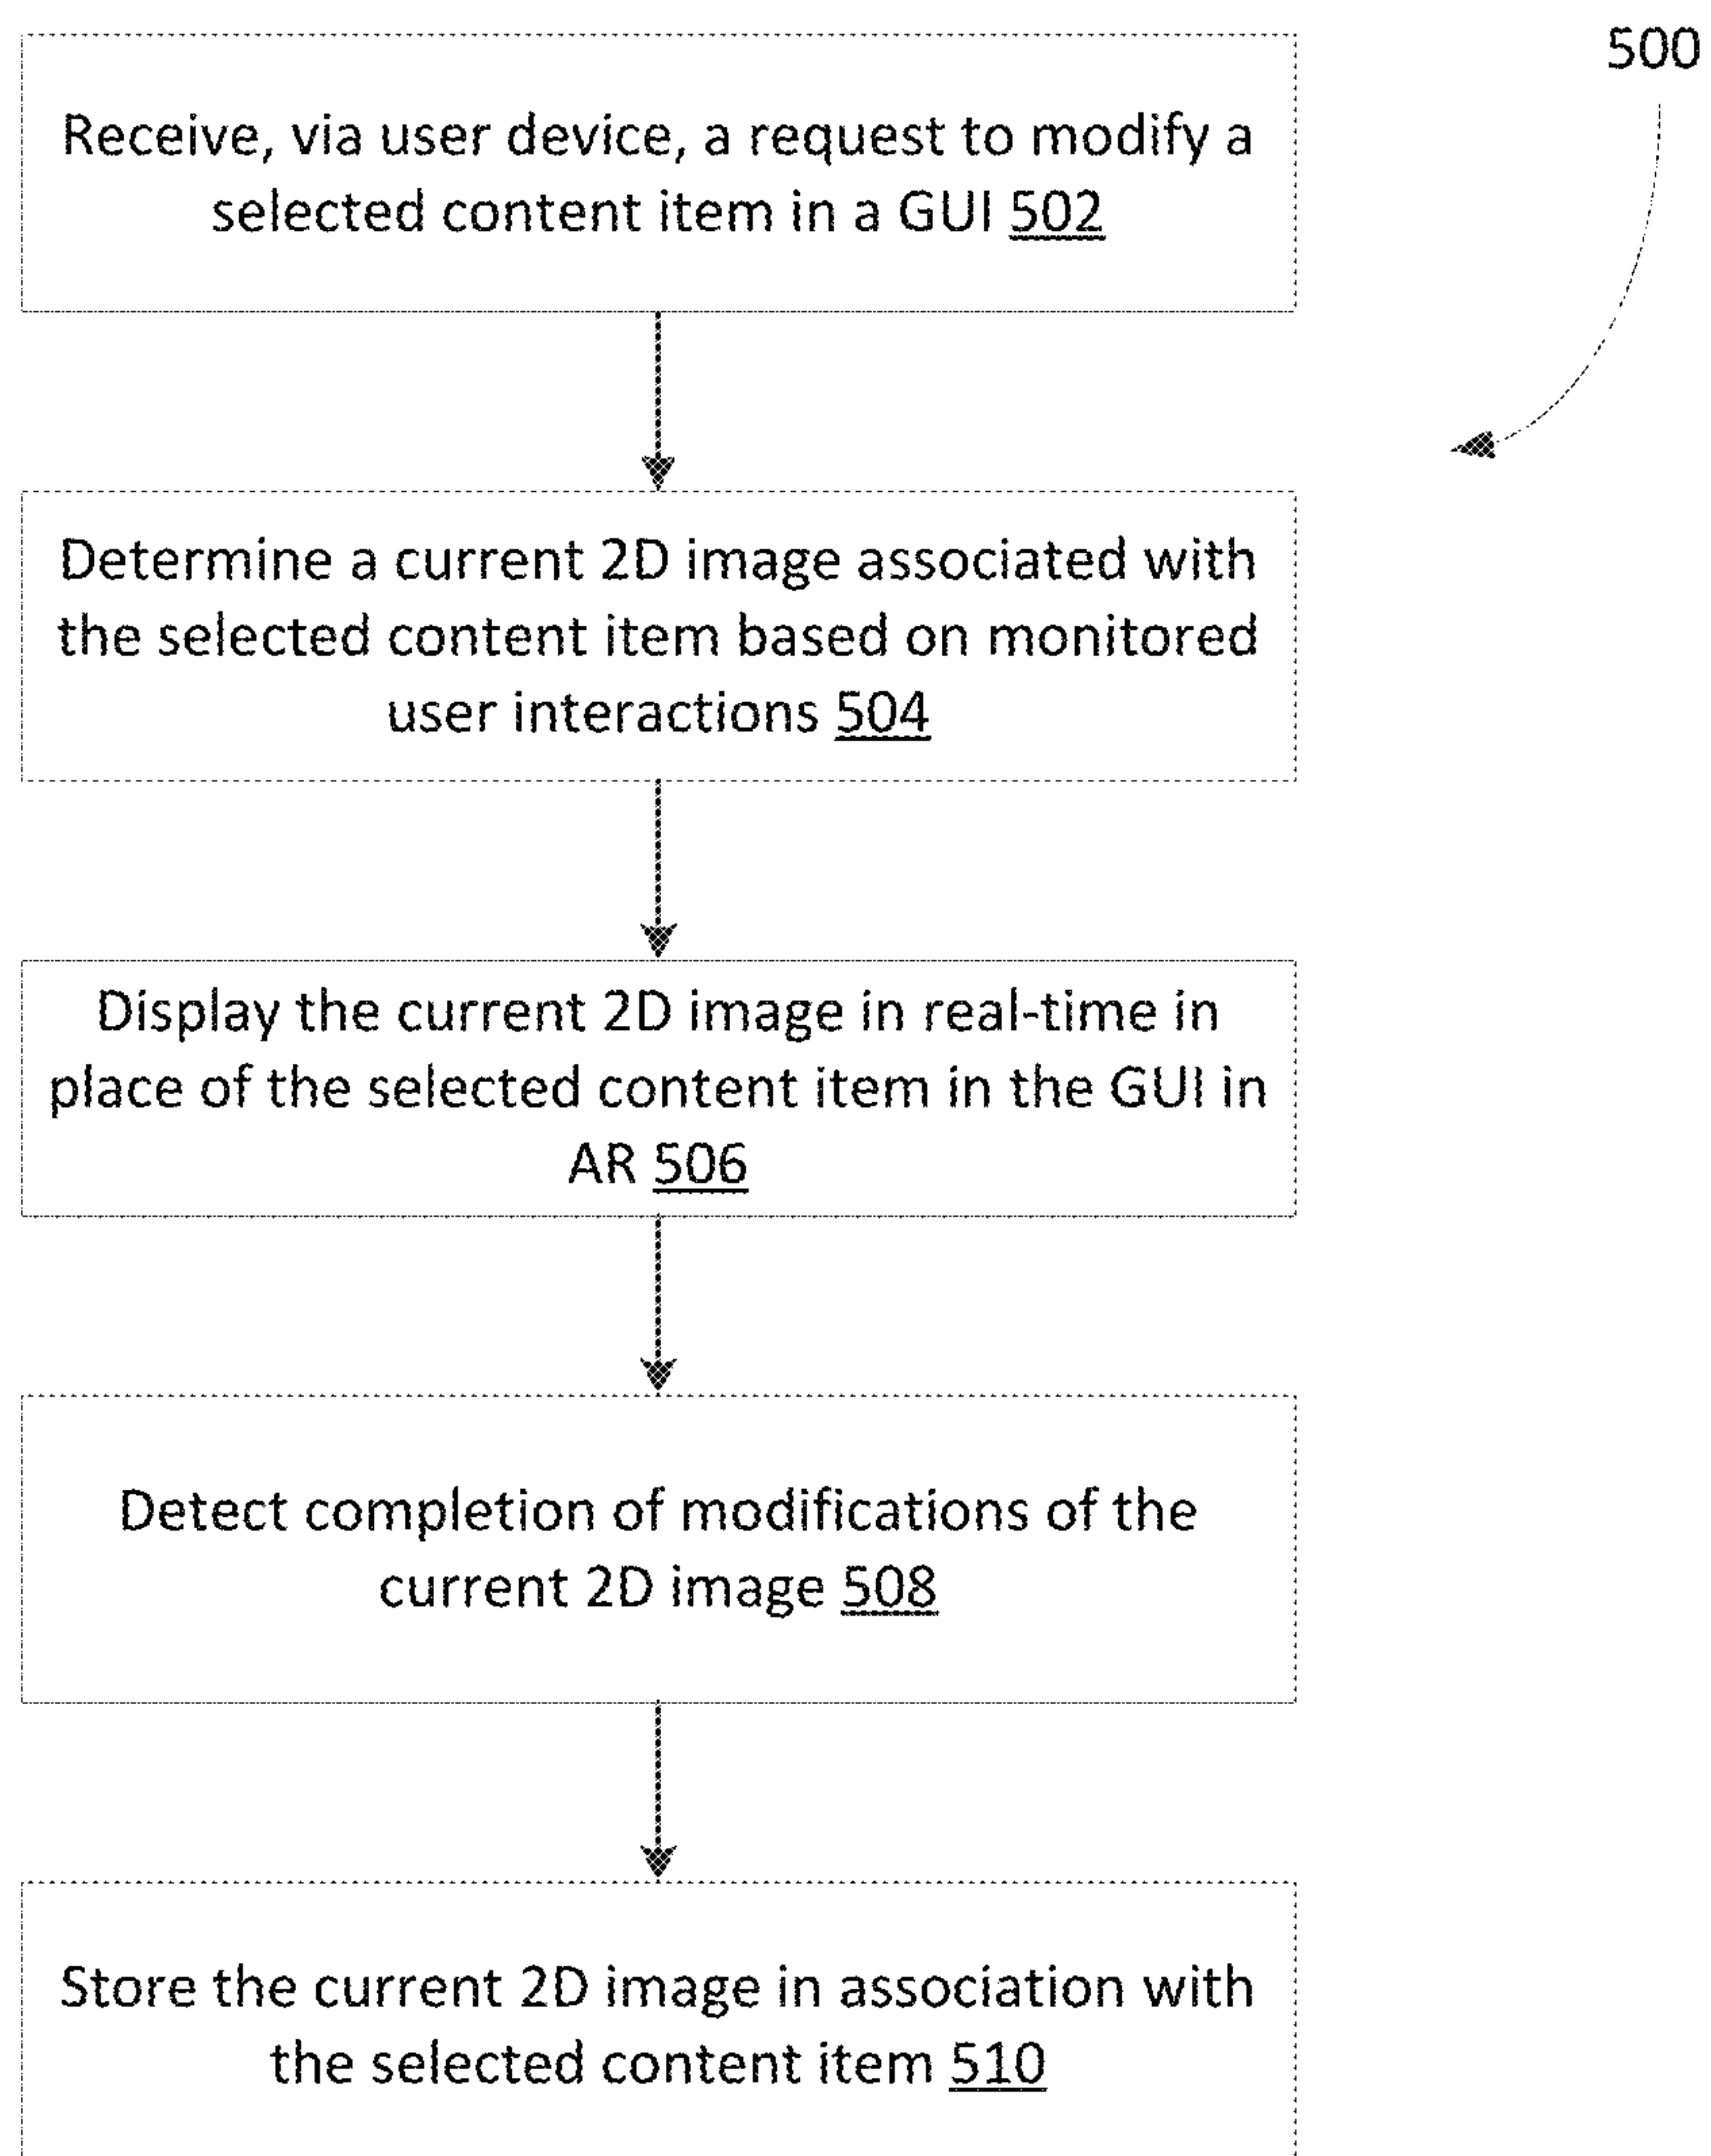 500
Receive, via user device, a request to modify a
selected content item in a GUI 502
Determine a current 2D image associated with
the selected content item based on monitored
user interactions 504
Display the current 2D image in real-time in
place of the selected content item in the GUI in
AR 506
Detect completion of modifications of the
current 2D image 508
Store the current 2D image in association with
the selected content item 510